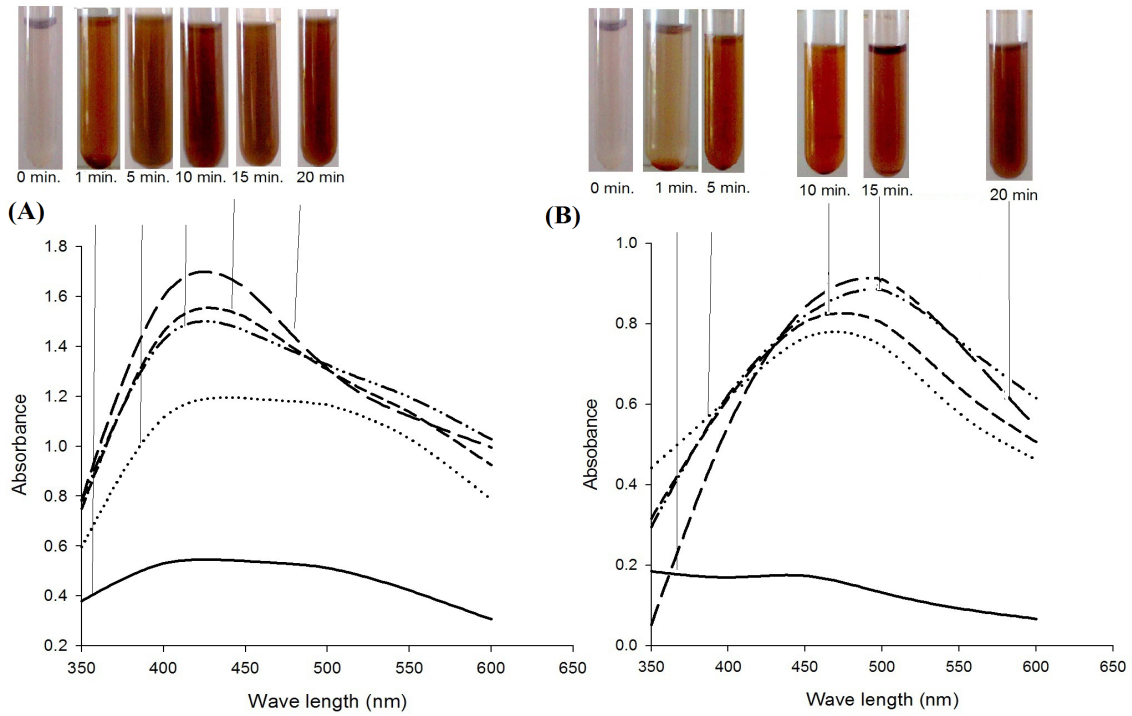 0 min. 1 min. 5 min. 10 min. 15 min. 20 min
0 min. 1 min. 5 min. 10 min. 15 min. 20 min
(A)
1.8
1.6
1.4
1.2
1.0
0.8
0.6
0.4
0.2
Absorbance
350 400 450 500 550 600 650
Wave length (nm)
(B)
1.0
0.8
0.6
0.4
0.2
0.0
Absobance
350 400 450 500 550 600 650
Wave length (nm)